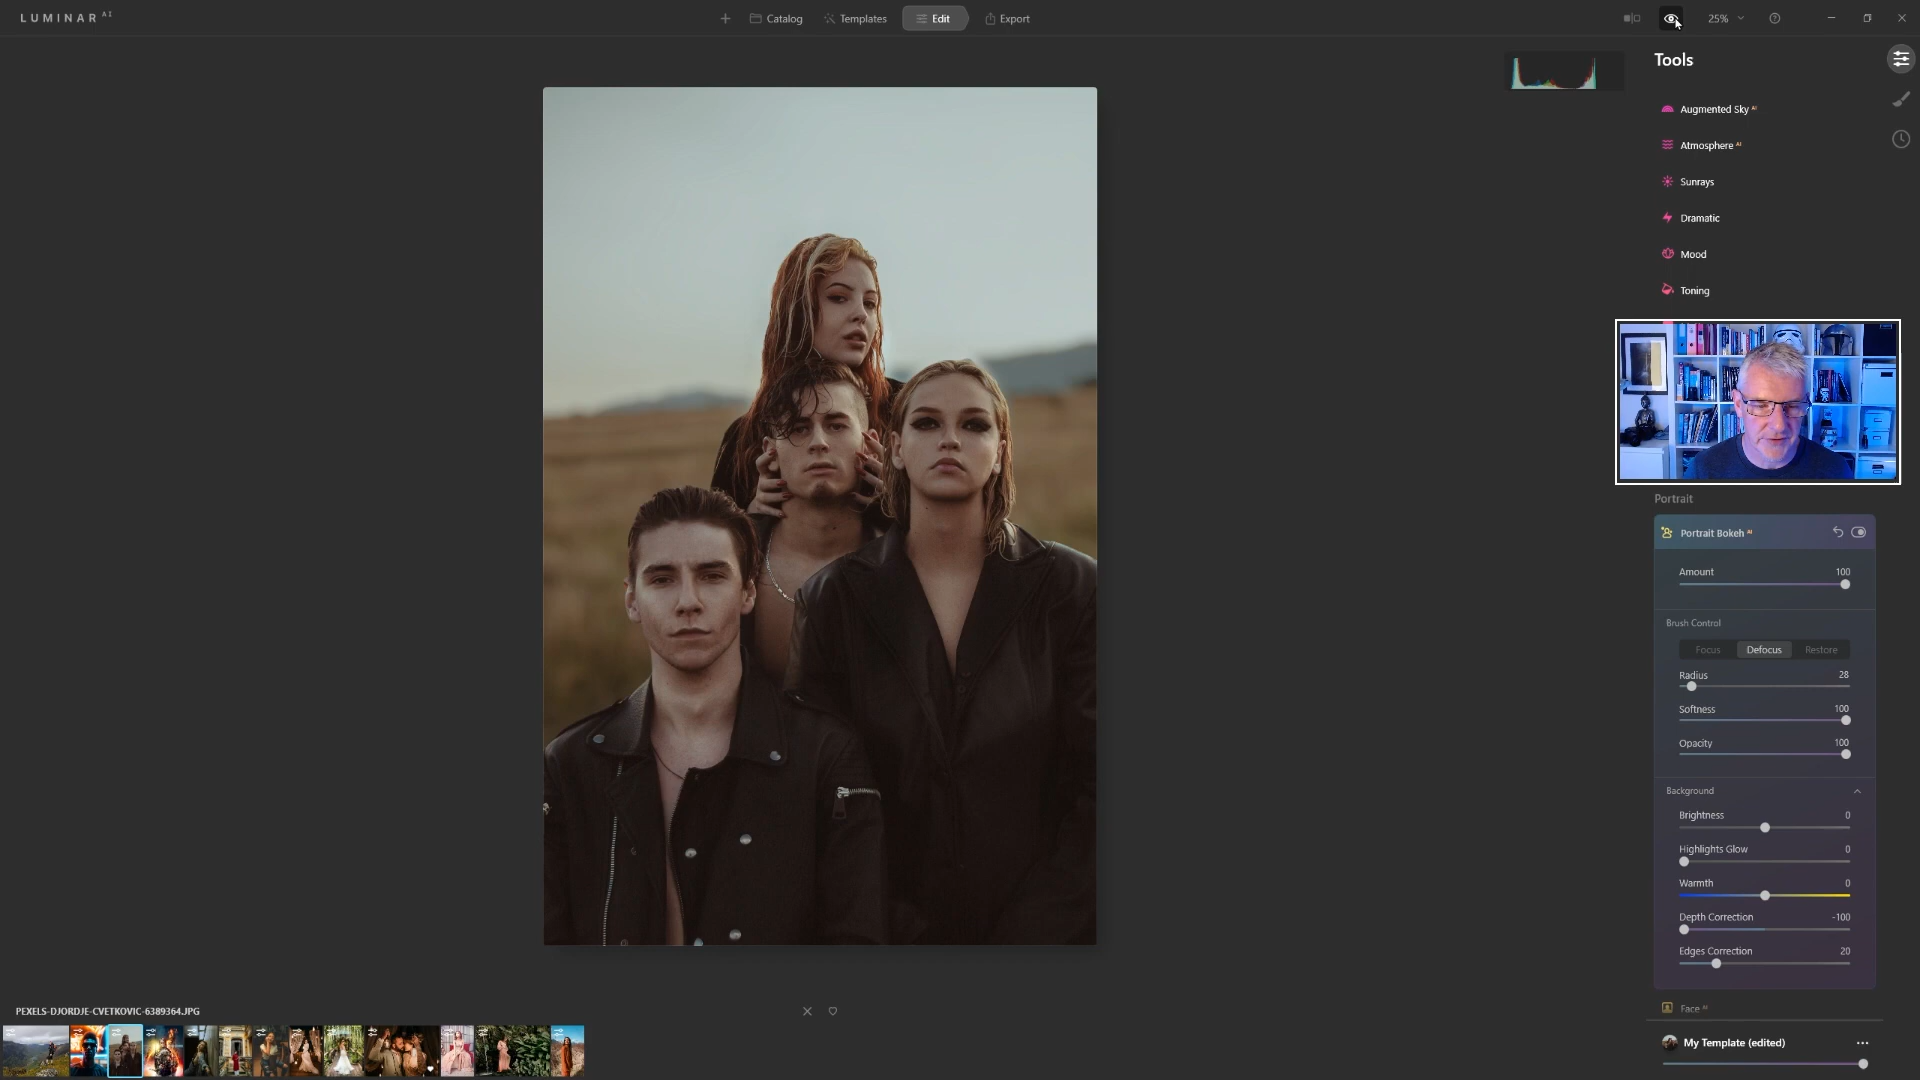 LUMINAR AI
Catalog
Templates
Edit
Export
25%
Tools
Augmented Sky AI
Atmosphere AI
Sunrays
Dramatic
Mood
Toning
Portrait
Portrait Bokeh AI
Amount 100
Brush Control
Focus Defocus Restore
Radius 28
Softness 100
Opacity 100
Background
Brightness 0
Highlights Glow 0
Warmth 0
Depth Correction -100
Edges Correction 20
Face AI
PEXELS-DJORDJE-CVETKOVIC-6389364.JPG
My Template (edited)